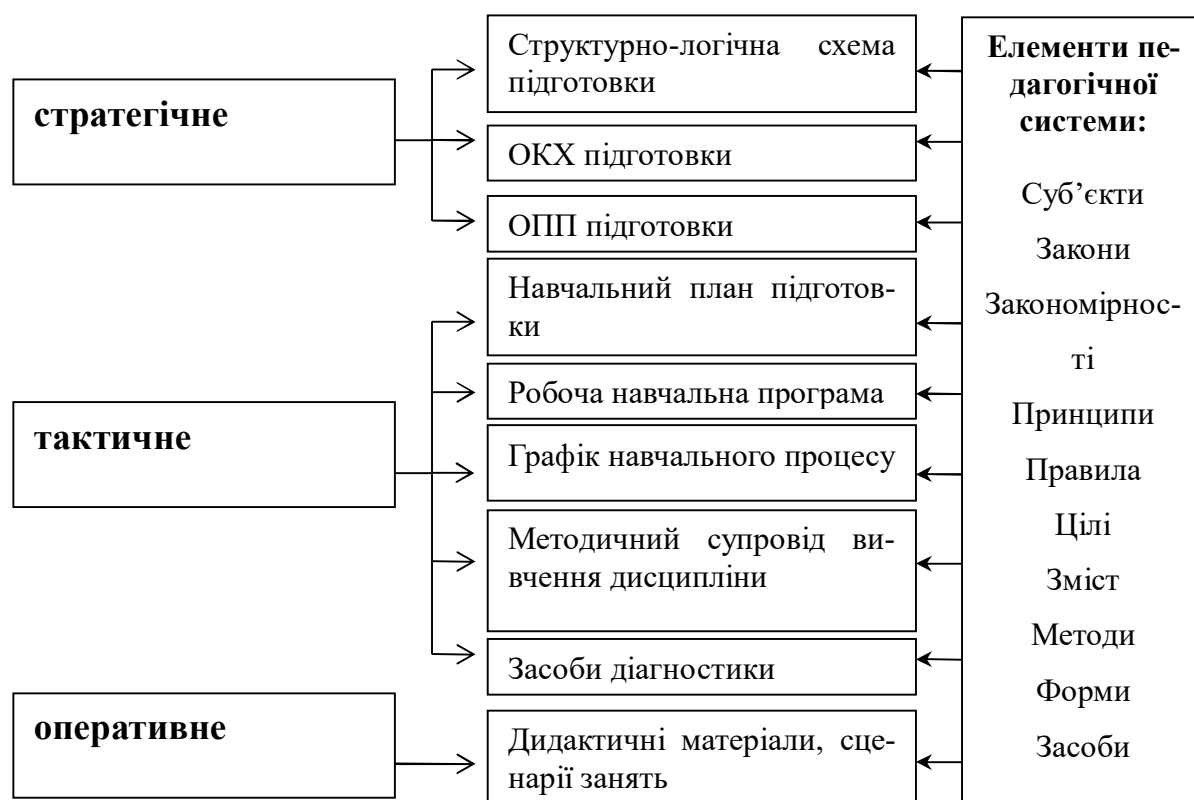 стратегічне
Структурно-логічна схема
підготовки
ОКХ підготовки
ОПП підготовки
тактичне
Навчальний план підготов-
ки
Робоча навчальна програма
Графік навчального процесу
Методичний супровід ви-
вчення дисципліни
Засоби діагностики
оперативне
Дидактичні матеріали, сце-
нарії занять
Елементи пе-
дагогічної
системи:
Суб’єкти
Закони
Закономірнос-
ті
Принципи
Правила
Цілі
Зміст
Методи
Форми
Засоби